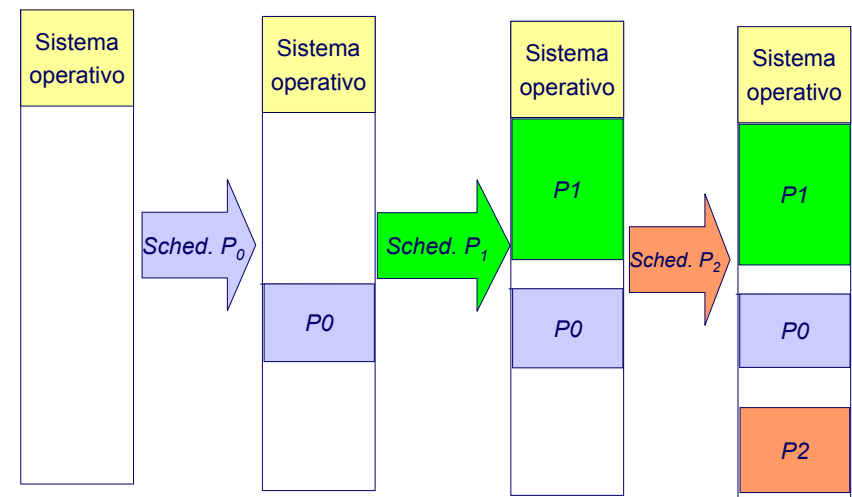 Sistema
operativo
Sched. P0
Sistema
operativo
P0
Sched. P1
Sistema
operativo
P1
P0
Sched. P2
Sistema
operativo
P1
P0
P2